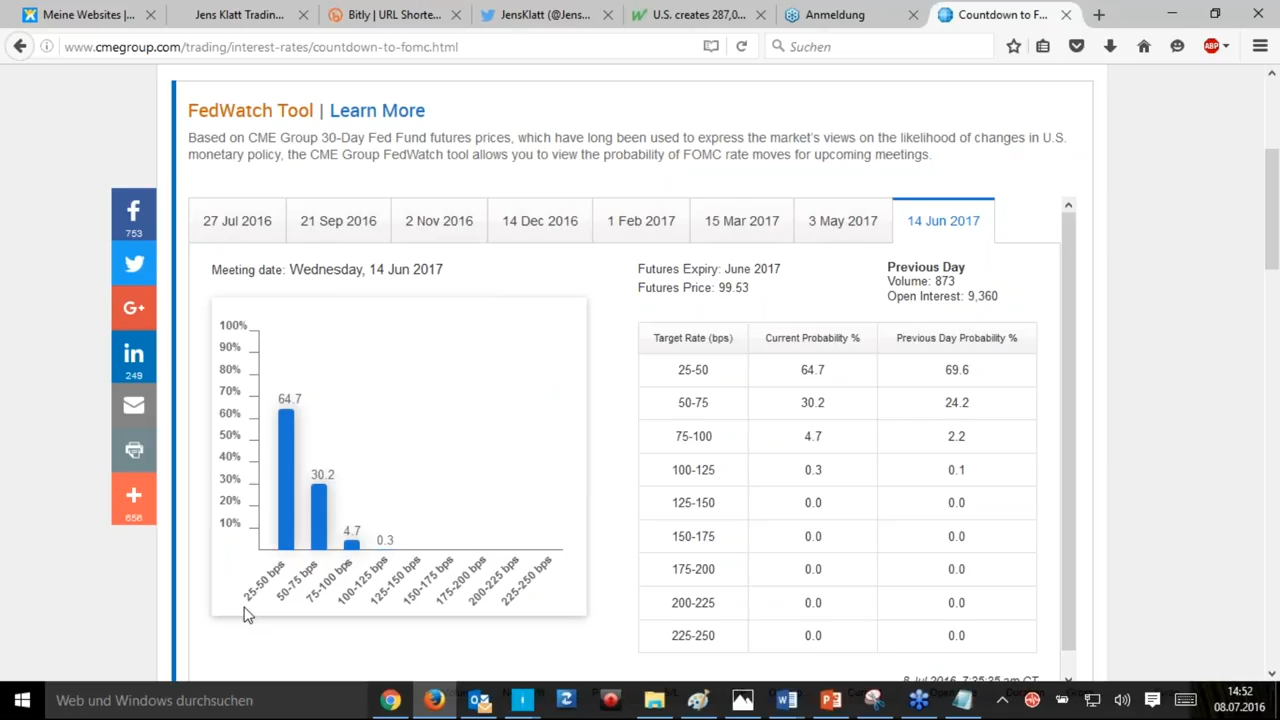 Meine Websites |...
Jens Klatt Trading...
Bitly | URL Shorte...
JensKlatt (@Jens...
U.S. creates 287,0...
Anmeldung
Countdown to F...
www.cmegroup.com/trading/interest-rates/countdown-to-fomc.html
Suchen
ABP
FedWatch Tool | Learn More
Based on CME Group 30-Day Fed Fund futures prices, which have long been used to express the market's views on the likelihood of changes in U.S.
monetary policy, the CME Group FedWatch tool allows you to view the probability of FOMC rate moves for upcoming meetings.
753
G+
in
249
656
27 Jul 2016
21 Sep 2016
2 Nov 2016
14 Dec 2016
1 Feb 2017
15 Mar 2017
3 May 2017
14 Jun 2017
Meeting date: Wednesday, 14 Jun 2017
Futures Expiry: June 2017
Futures Price: 99.53
Previous Day
Volume: 873
Open Interest: 9,360
100%
90%
80%
70%
60%
50%
40%
30%
20%
10%
64.7
30.2
4.7
0.3
25-50 bps
50-75 bps
75-100 bps
100-125 bps
125-150 bps
150-175 bps
175-200 bps
200-225 bps
225-250 bps
Target Rate (bps) Current Probability % Previous Day Probability %
25-50 64.7 69.6
50-75 30.2 24.2
75-100 4.7 2.2
100-125 0.3 0.1
125-150 0.0 0.0
150-175 0.0 0.0
175-200 0.0 0.0
200-225 0.0 0.0
225-250 0.0 0.0
8 Jul 2016, 7:35:35 am CT
Web und Windows durchsuchen
14:52
08.07.2016